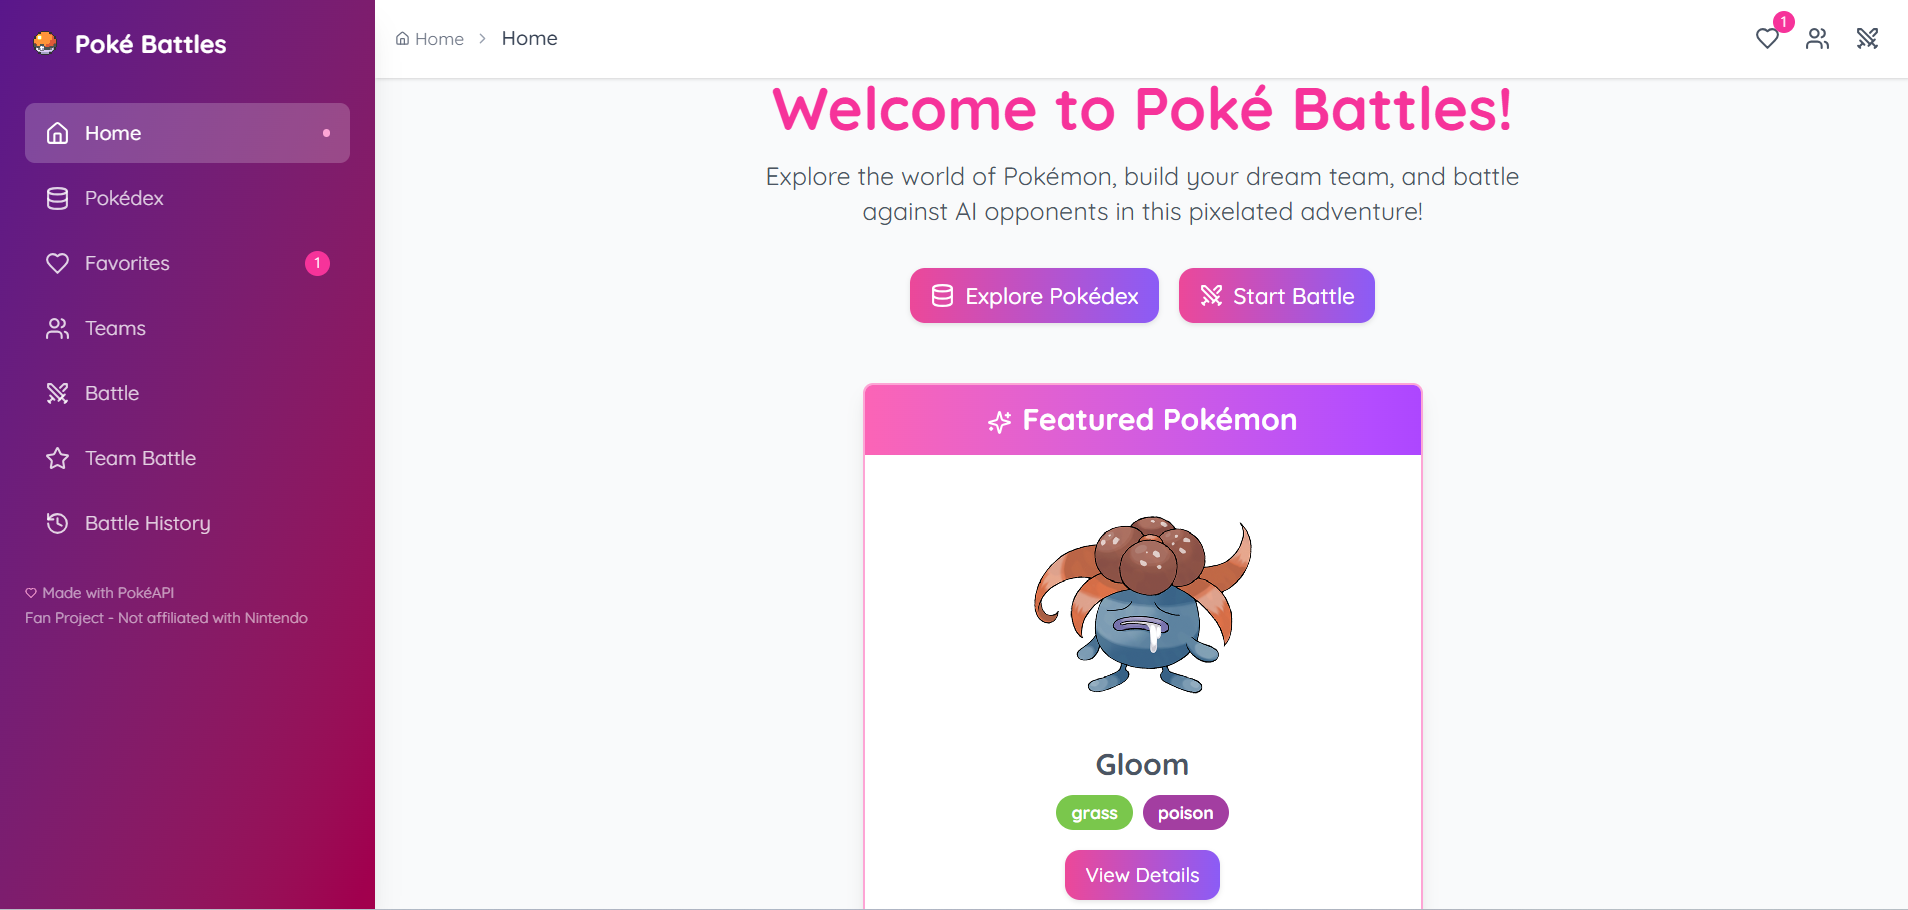 Poké Battles
Home
Pokédex
Favorites 1
Teams
Battle
Team Battle
Battle History
Made with PokéAPI
Fan Project - Not affiliated with Nintendo
Home > Home
1
Welcome to Poké Battles!
Explore the world of Pokémon, build your dream team, and battle
against AI opponents in this pixelated adventure!
Explore Pokédex
Start Battle
Featured Pokémon
Gloom
grass poison
View Details